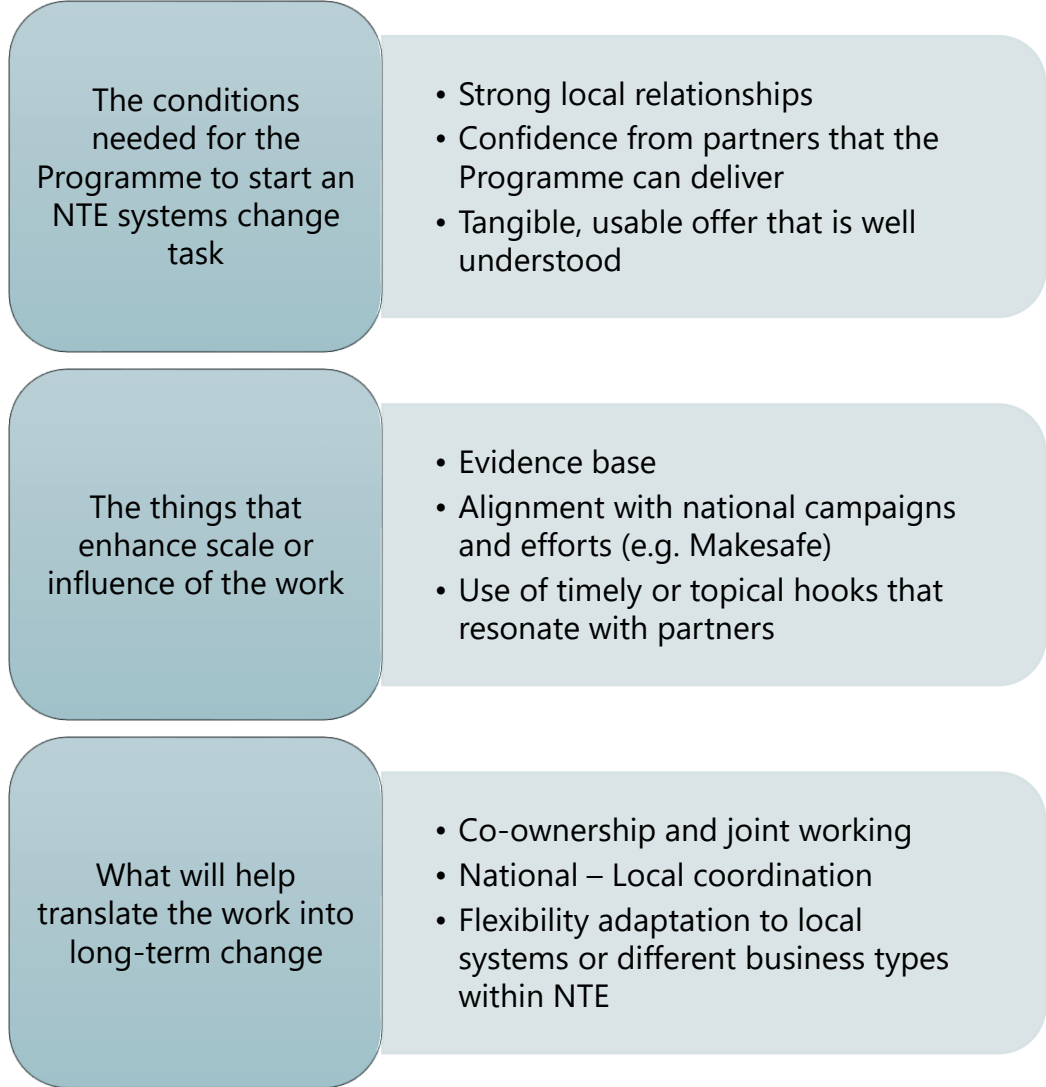 The conditions
needed for the
Programme to start an
NTE systems change
task
• Strong local relationships
• Confidence from partners that the
Programme can deliver
• Tangible, usable offer that is well
understood
The things that
enhance scale or
influence of the work
• Evidence base
• Alignment with national campaigns
and efforts (e.g. Makesafe)
• Use of timely or topical hooks that
resonate with partners
What will help
translate the work into
long-term change
• Co-ownership and joint working
• National – Local coordination
• Flexibility adaptation to local
systems or different business types
within NTE